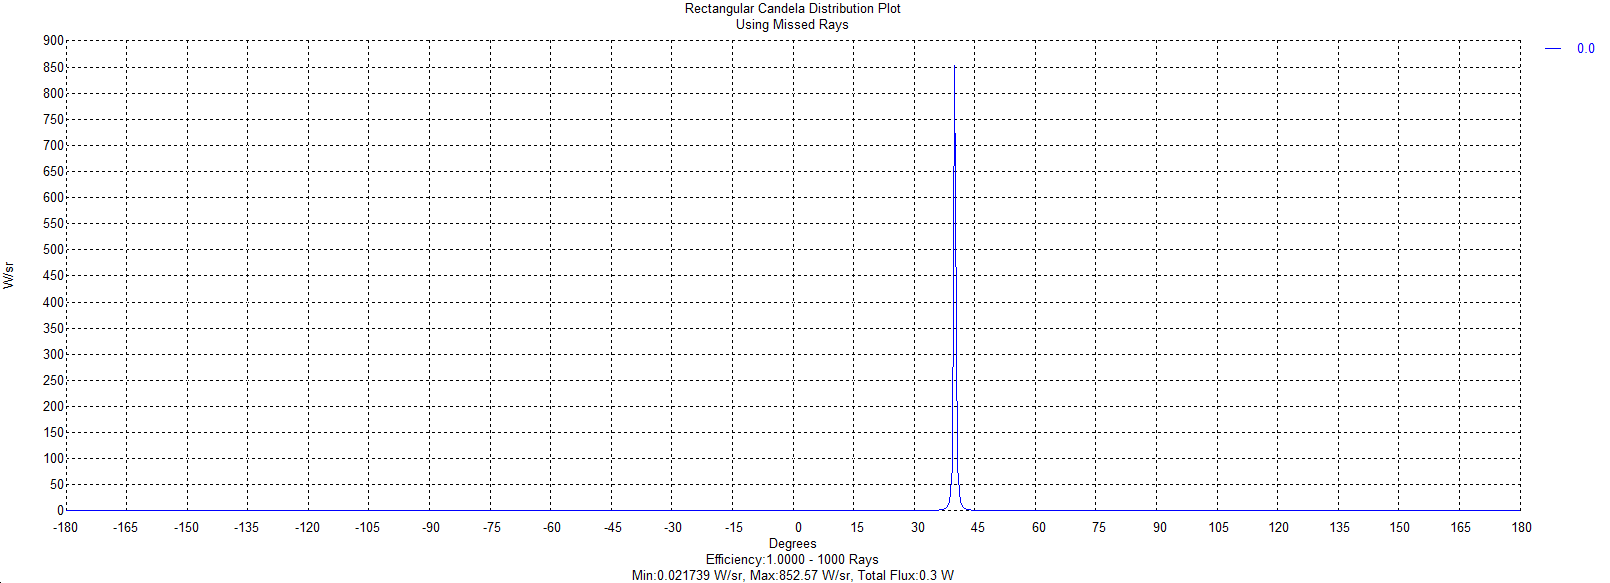 Rectangular Candela Distribution Plot
Using Missed Rays
900
850
800
750
700
650
600
550
500
450
400
350
300
250
200
150
100
50
0
W/sr
0.0
-180 -165 -150 -135 -120 -105 -90 -75 -60 -45 -30 -15 0 15 30 45 60 75 90 105 120 135 150 165 180
Degrees
Efficiency:1.0000 - 1000 Rays
Min:0.021739 W/sr, Max:852.57 W/sr, Total Flux:0.3 W